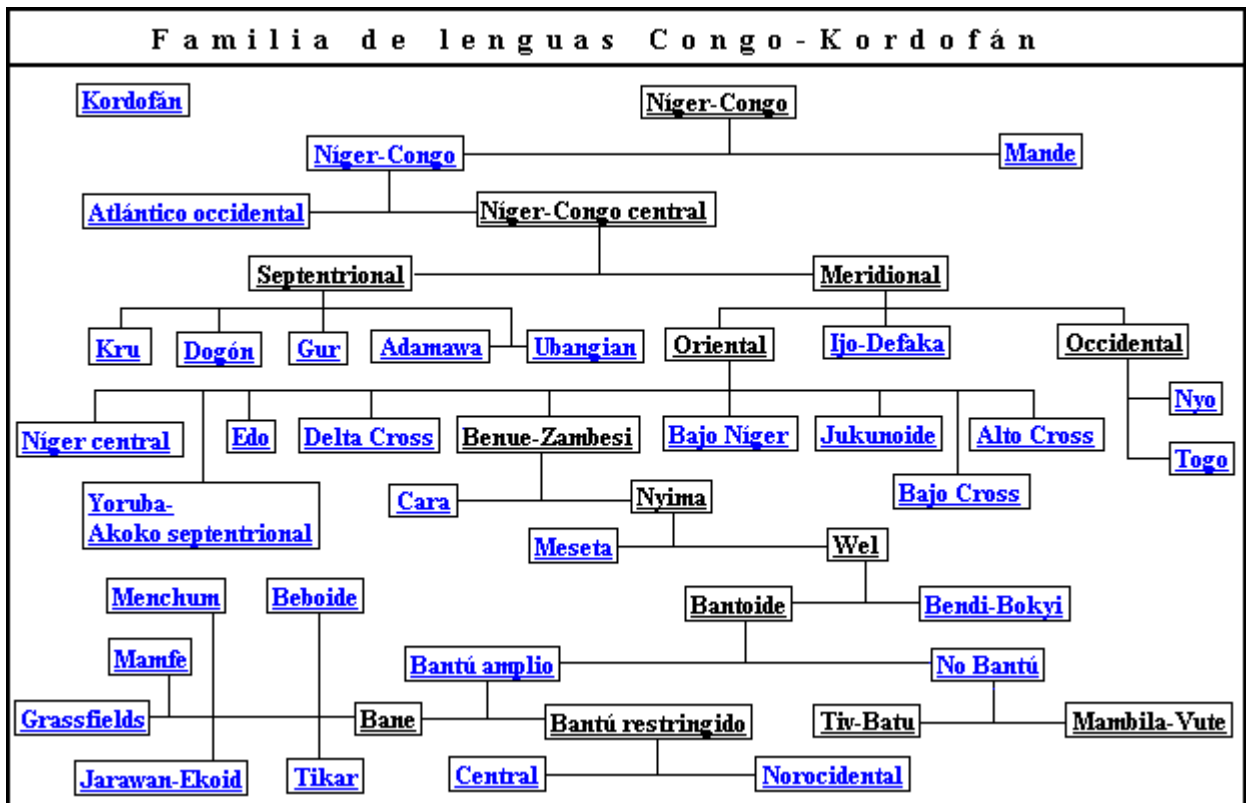 Familia de lenguas Congo-Kordofán
Kordofán
Níger-Congo
Níger-Congo
Mande
Atlántico occidental
Níger-Congo central
Septentrional
Meridional
Kru
Dogón
Gur
Adamawa
Ubangian
Oriental
Ijo-Defaka
Occidental
Nyo
Togo
Níger central
Yoruba-
Akoko septentrional
Edo
Delta Cross
Benue-Zambesi
Bajo Níger
Jukunoide
Bajo Cross
Alto Cross
Cara
Nyima
Meseta
Wel
Menchum
Beboide
Bantoide
Bendi-Bokyi
Mamfe
Bantú amplio
No Bantú
Grassfields
Bane
Bantú restringido
Tiv-Batu
Mambila-Vute
Jarawan-Ekoid
Tikar
Central
Norocidental